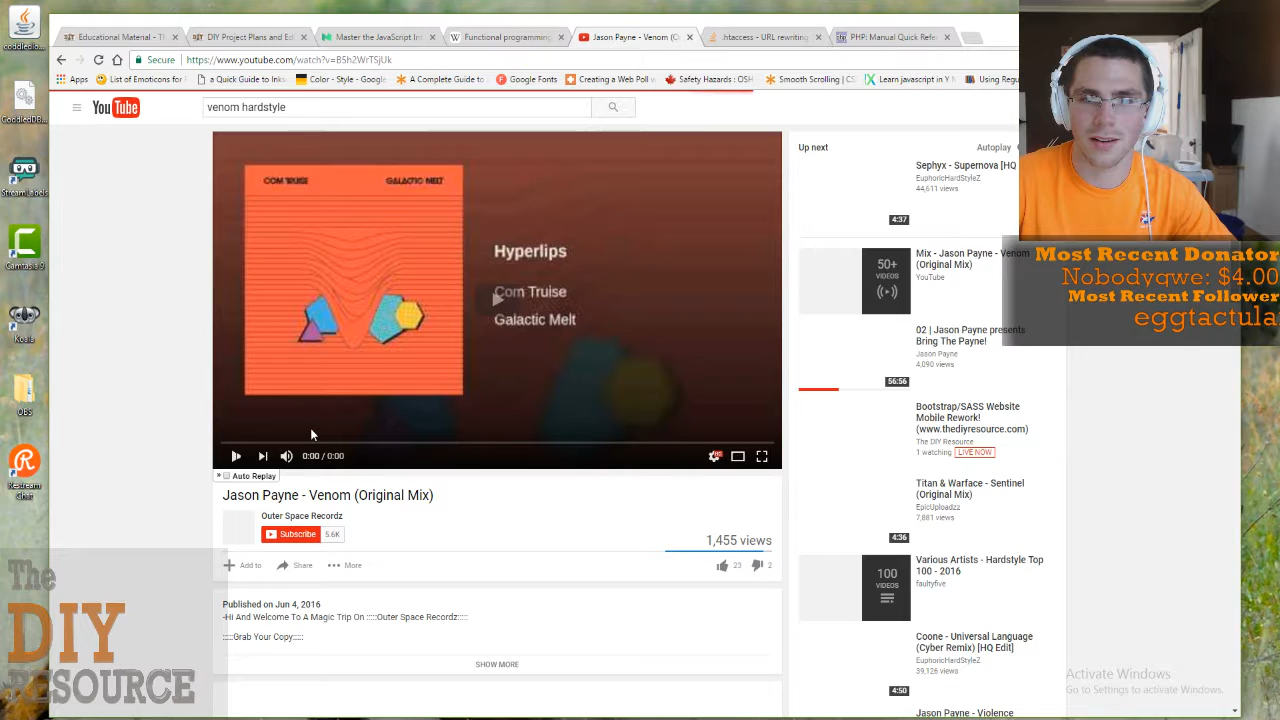 Educational Material - Th
DIY Project Plans and Ed
Master the JavaScript Int
Functional programming
Jason Payne - Venom (O
.htaccess - URL rewriting
PHP: Manual Quick Refe
Secure
https://www.youtube.com/watch?v=
Apps
List of Emoticons for F
a Quick Guide to Inks
Color - Style - Google
A Complete Guide to
Google Fonts
Creating a Web Poll w
Safety Hazards : OSH
Smooth Scrolling | CS
Learn javascript in Y
Using Regu
YouTube
venom hardstyle
COM TRUISE
GALACTIC MELT
Hyperlips
Com Truise
Galactic Melt
0:00 / 0:00
Auto Replay
Jason Payne - Venom (Original Mix)
Outer Space Recordz
Subscribe 5.6K
1,455 views
Add to
Share
More
23
2
Published on Jun 4, 2016
-Hi And Welcome To A Magic Trip On :::::Outer Space Recordz:::::
:::::Grab Your Copy:::::
SHOW MORE
Up next
Autoplay
Sephyx - Supernova [HQ
EuphoricHardStyleZ
44,611 views
4:37
50+
VIDEOS
Mix - Jason Payne - Venom
(Original Mix)
YouTube
02 | Jason Payne presents
Bring The Payne!
Jason Payne
4,090 views
56:56
Bootstrap/SASS Website
Mobile Rework!
(www.thediyresource.com)
The DIY Resource
1 watching LIVE NOW
Titan & Warface - Sentinel
(Original Mix)
EpicUploadzz
7,881 views
4:36
100
VIDEOS
Various Artists - Hardstyle Top
100 - 2016
faultyfive
Coone - Universal Language
(Cyber Remix) [HQ Edit]
EuphoricHardStyleZ
39,126 views
4:50
Jason Payne - Violence
Most Recent Donator
Nobodyqwe: $4.00
Most Recent Follower
eggtactula
StreamLabels
Camtasia 9
Koala
OBS
Restream
Chat
The
DIY
RESOURCE
Activate Windows
Go to Settings to activate Windows.